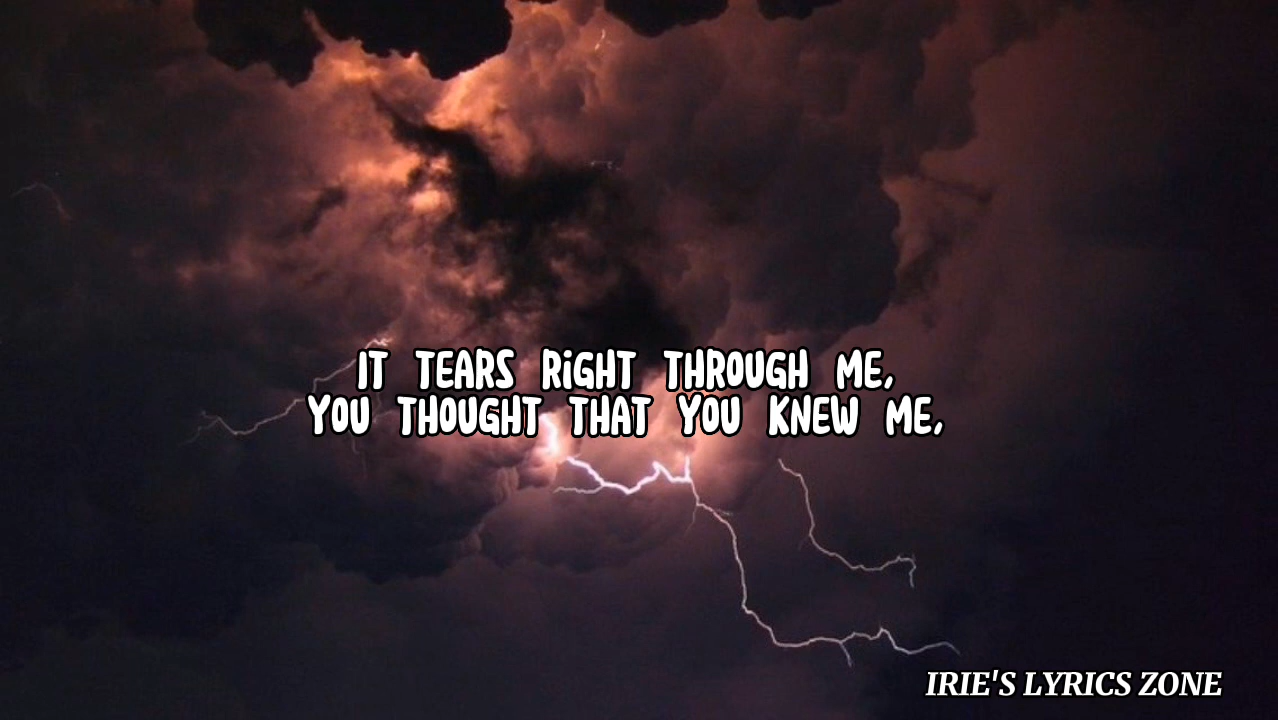 IT TEARS RiGHT THROUGH ME,
YOU THOUGHT THAT YOU KNEW ME,
IRIE'S LYRICS ZONE